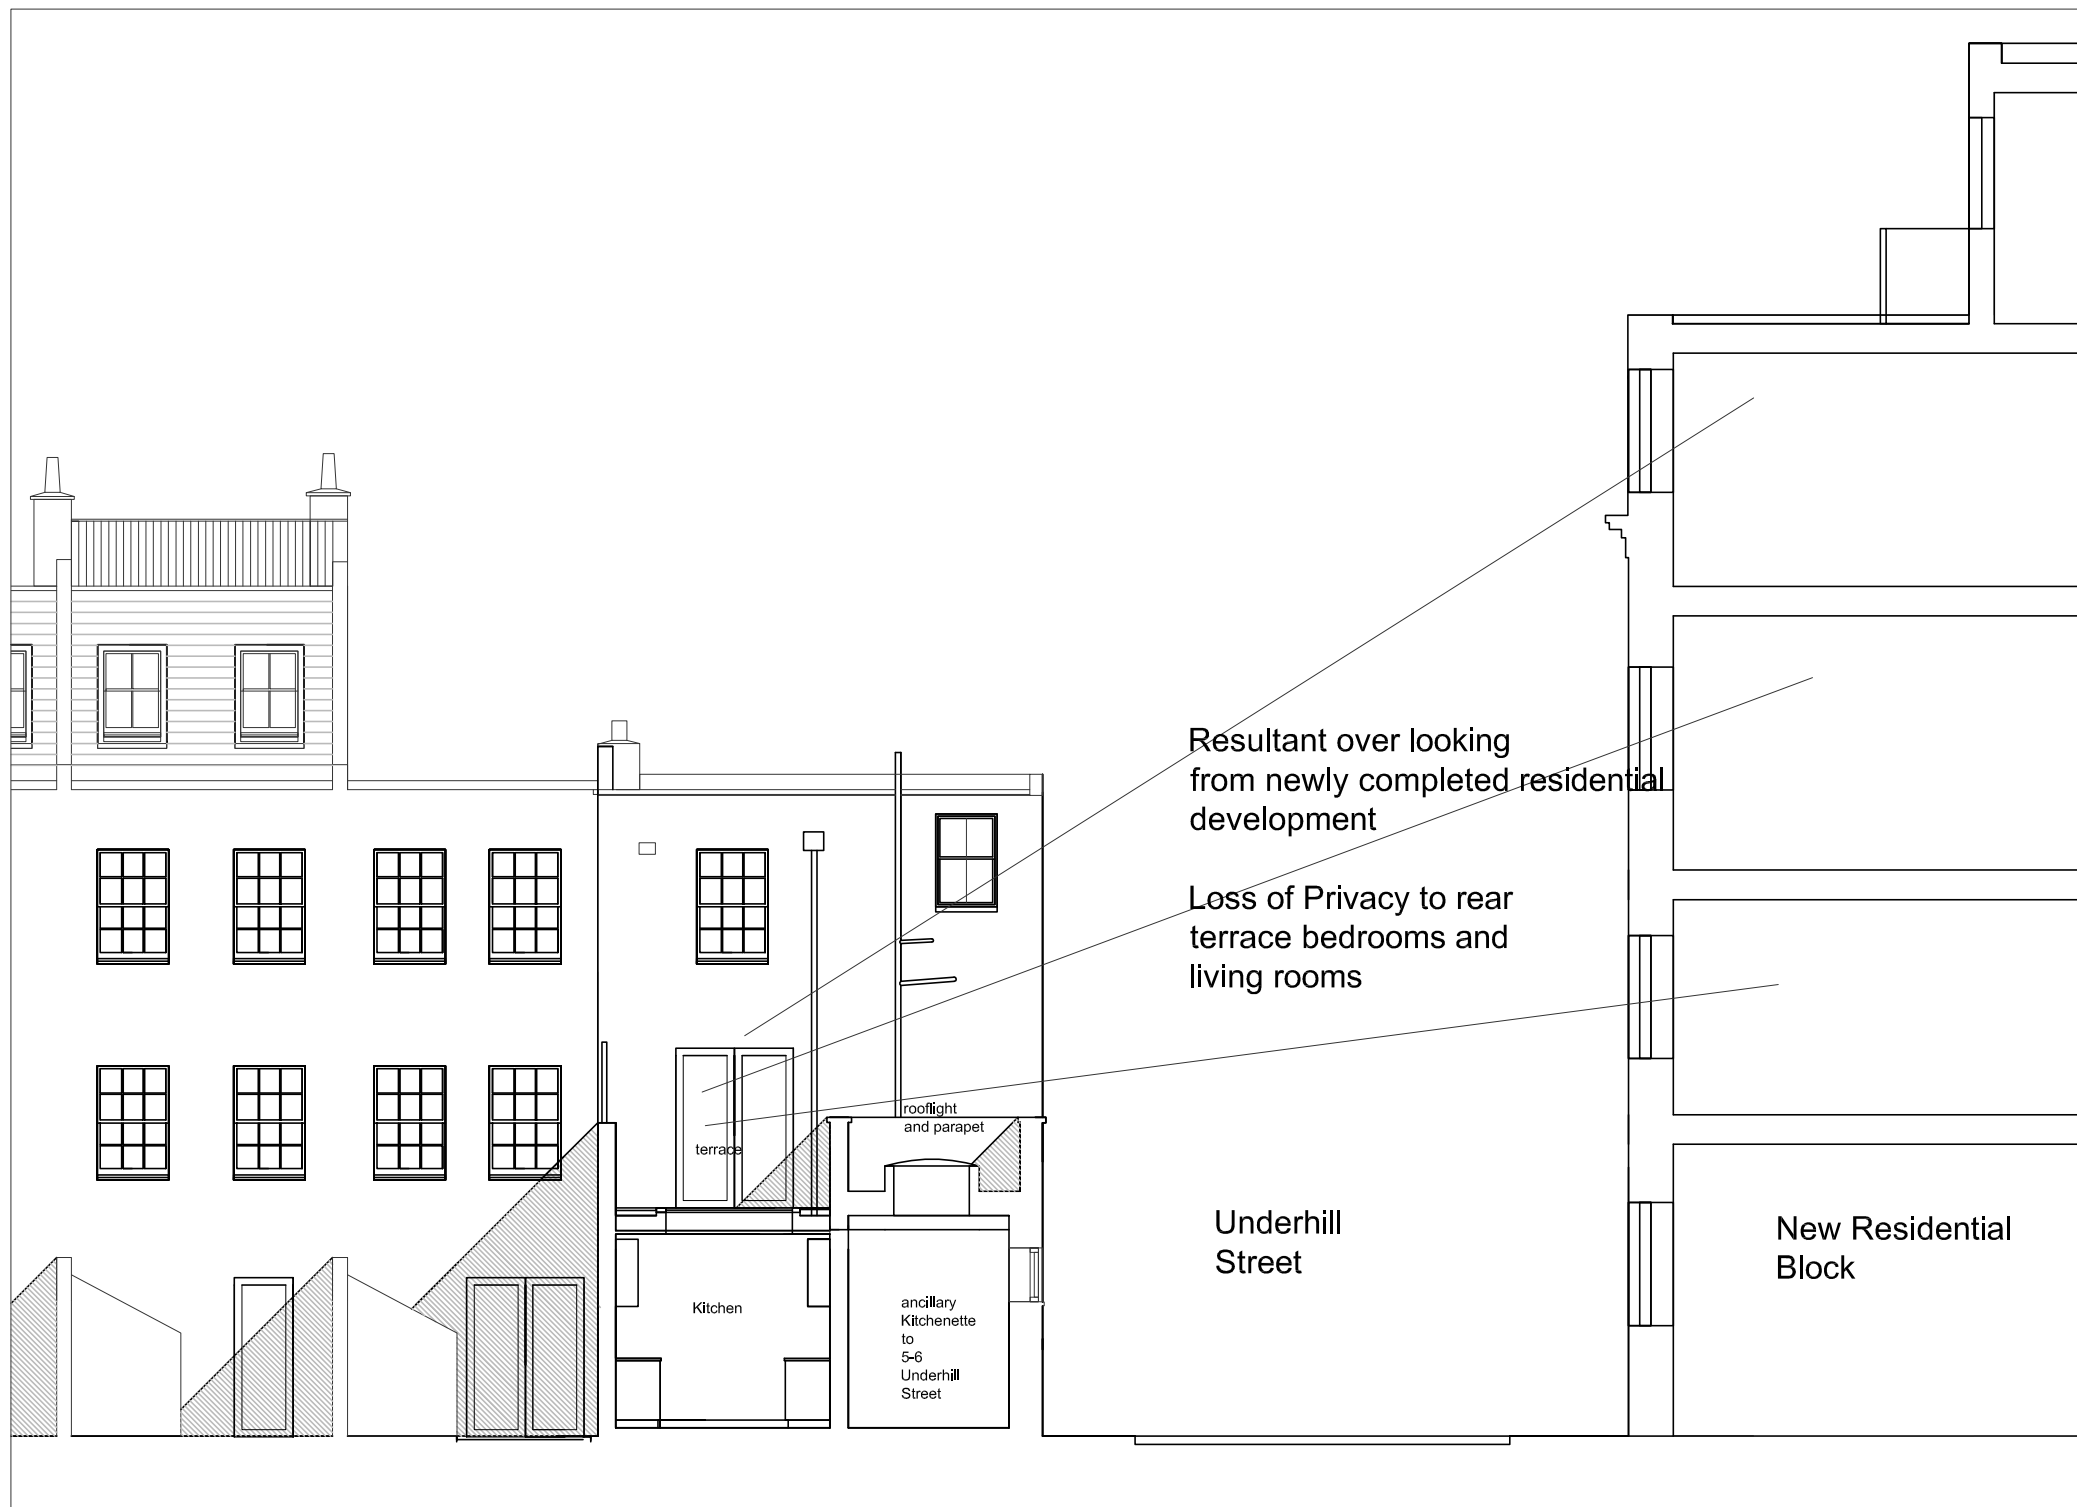 Resultant over looking
from newly completed residential
development
Loss of Privacy to rear
terrace bedrooms and
living rooms
rooflight
and parapet
terrace
Kitchen
ancillary
Kitchenette
to
5-6
Underhill
Street
Underhill
Street
New Residential
Block